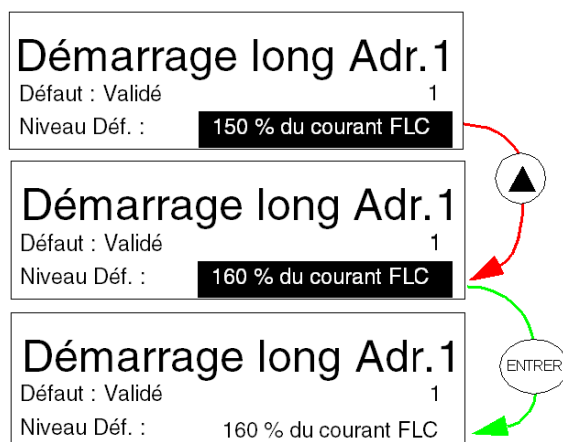 Démarrage long Adr.1
Défaut : Validé 1
Niveau Déf. : 150 % du courant FLC
Démarrage long Adr.1
Défaut : Validé 1
Niveau Déf. : 160 % du courant FLC
ENTRER
Démarrage long Adr.1
Défaut : Validé 1
Niveau Déf. : 160 % du courant FLC